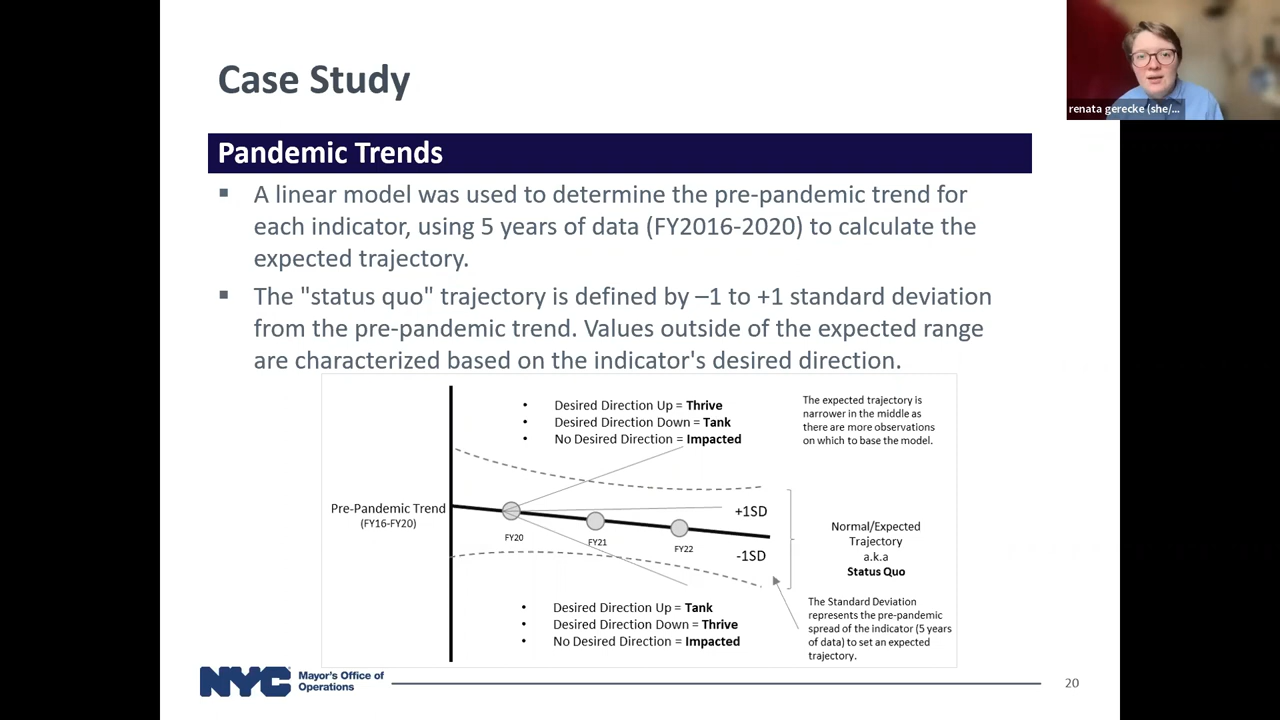 Case Study
renata gerecke (she/...
Pandemic Trends
▪ A linear model was used to determine the pre-pandemic trend for
each indicator, using 5 years of data (FY2016-2020) to calculate the
expected trajectory.
▪ The "status quo" trajectory is defined by –1 to +1 standard deviation
from the pre-pandemic trend. Values outside of the expected range
are characterized based on the indicator's desired direction.
• Desired Direction Up = Thrive
• Desired Direction Down = Tank
• No Desired Direction = Impacted
The expected trajectory is
narrower in the middle as
there are more observations
on which to base the model.
Pre-Pandemic Trend
(FY16-FY20)
FY20
FY21
FY22
+1SD
-1SD
Normal/Expected
Trajectory
a.k.a
Status Quo
• Desired Direction Up = Tank
• Desired Direction Down = Thrive
• No Desired Direction = Impacted
The Standard Deviation
represents the pre-pandemic
spread of the indicator (5 years
of data) to set an expected
trajectory.
NYC
Mayor's Office of
Operations
20